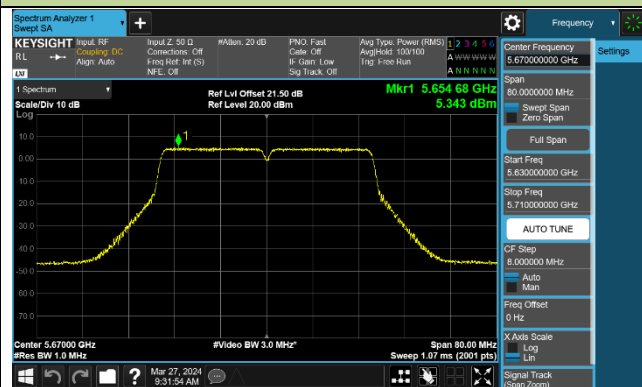 Spectrum Analyzer 1
Swept SA
Frequency
KEYSIGHT
RL
LXI
Input: RF
Coupling: DC
Align: Auto
Input Z: 50 Ω
Corrections: Off
Freq Ref: Int (S)
NFE: Off
#Atten: 20 dB
PNO: Fast
Gate: Off
IF Gain: Low
Sig Track: Off
Avg Type: Power (RMS)
Avg|Hold: 100/100
Trig: Free Run
1 2 3 4 5 6
A W W W W W
A N N N N N
1 Spectrum
Scale/Div 10 dB
Log
Ref Lvl Offset 21.50 dB
Ref Level 20.00 dBm
Mkr1 5.654 68 GHz
5.343 dBm
1
10.0
0.00
-10.0
-20.0
-30.0
-40.0
-50.0
-60.0
-70.0
Center 5.67000 GHz
#Res BW 1.0 MHz
#Video BW 3.0 MHz*
Span 80.00 MHz
Sweep 1.07 ms (2001 pts)
Mar 27, 2024
9:31:54 AM
Center Frequency
5.670000000 GHz
Settings
Span
80.0000000 MHz
Swept Span
Zero Span
Full Span
Start Freq
5.630000000 GHz
Stop Freq
5.710000000 GHz
AUTO TUNE
CF Step
8.000000 MHz
Auto
Man
Freq Offset
0 Hz
X Axis Scale
Log
Lin
Signal Track
(Span Zoom)